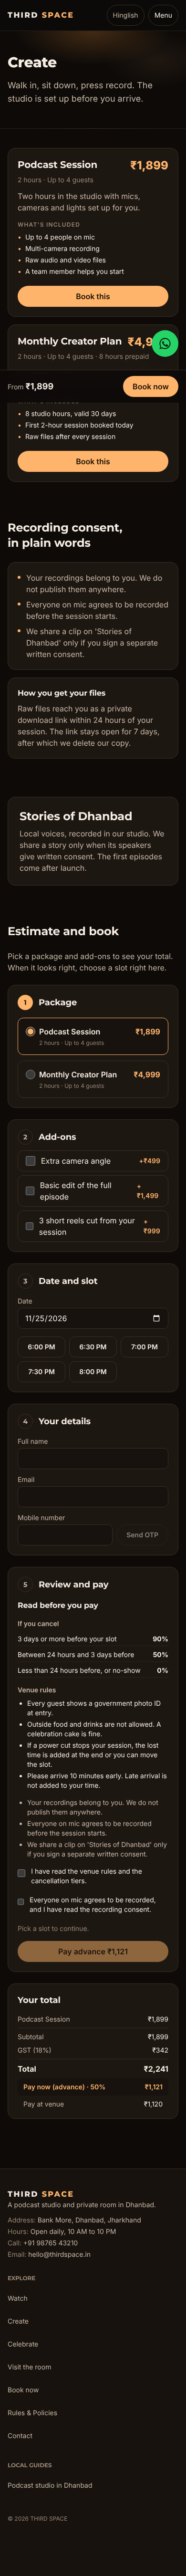 THIRD SPACE
Hinglish
Menu
Create
Walk in, sit down, press record. The
studio is set up before you arrive.
Podcast Session ₹1,899
2 hours · Up to 4 guests
Two hours in the studio with mics,
cameras and lights set up for you.
WHAT'S INCLUDED
Up to 4 people on mic
Multi-camera recording
Raw audio and video files
A team member helps you start
Book this
Monthly Creator Plan
2 hours · Up to 4 guests · 8 hours prepaid
From ₹1,899
Book now
8 studio hours, valid 30 days
First 2-hour session booked today
Raw files after every session
Book this
Recording consent,
in plain words
Your recordings belong to you. We do
not publish them anywhere.
Everyone on mic agrees to be recorded
before the session starts.
We share a clip on 'Stories of
Dhanbad' only if you sign a separate
written consent.
How you get your files
Raw files reach you as a private
download link within 24 hours of your
session. The link stays open for 7 days,
after which we delete our copy.
Stories of Dhanbad
Local voices, recorded in our studio. We
share a story only when its speakers
give written consent. The first episodes
come after launch.
Estimate and book
Pick a package and add-ons to see your total.
When it looks right, choose a slot right here.
1 Package
Podcast Session ₹1,899
2 hours · Up to 4 guests
Monthly Creator Plan ₹4,999
2 hours · Up to 4 guests
2 Add-ons
Extra camera angle +₹499
Basic edit of the full
episode
+
₹1,499
3 short reels cut from your
session
+
₹999
3 Date and slot
Date
11/25/2026
6:00 PM 6:30 PM 7:00 PM
7:30 PM 8:00 PM
4 Your details
Full name
Email
Mobile number
Send OTP
5 Review and pay
Read before you pay
If you cancel
3 days or more before your slot 90%
Between 24 hours and 3 days before 50%
Less than 24 hours before, or no-show 0%
Venue rules
Every guest shows a government photo ID
at entry.
Outside food and drinks are not allowed. A
celebration cake is fine.
If a power cut stops your session, the lost
time is added at the end or you can move
the slot.
Please arrive 10 minutes early. Late arrival is
not added to your time.
Your recordings belong to you. We do not
publish them anywhere.
Everyone on mic agrees to be recorded
before the session starts.
We share a clip on 'Stories of Dhanbad' only
if you sign a separate written consent.
I have read the venue rules and the
cancellation tiers.
Everyone on mic agrees to be recorded,
and I have read the recording consent.
Pick a slot to continue.
Pay advance ₹1,121
Your total
Podcast Session ₹1,899
Subtotal ₹1,899
GST (18%) ₹342
Total ₹2,241
Pay now (advance) · 50% ₹1,121
Pay at venue ₹1,120
THIRD SPACE
A podcast studio and private room in Dhanbad.
Address: Bank More, Dhanbad, Jharkhand
Hours: Open daily, 10 AM to 10 PM
Call: +91 98765 43210
Email: hello@thirdspace.in
EXPLORE
Watch
Create
Celebrate
Visit the room
Book now
Rules & Policies
Contact
LOCAL GUIDES
Podcast studio in Dhanbad
© 2026 THIRD SPACE